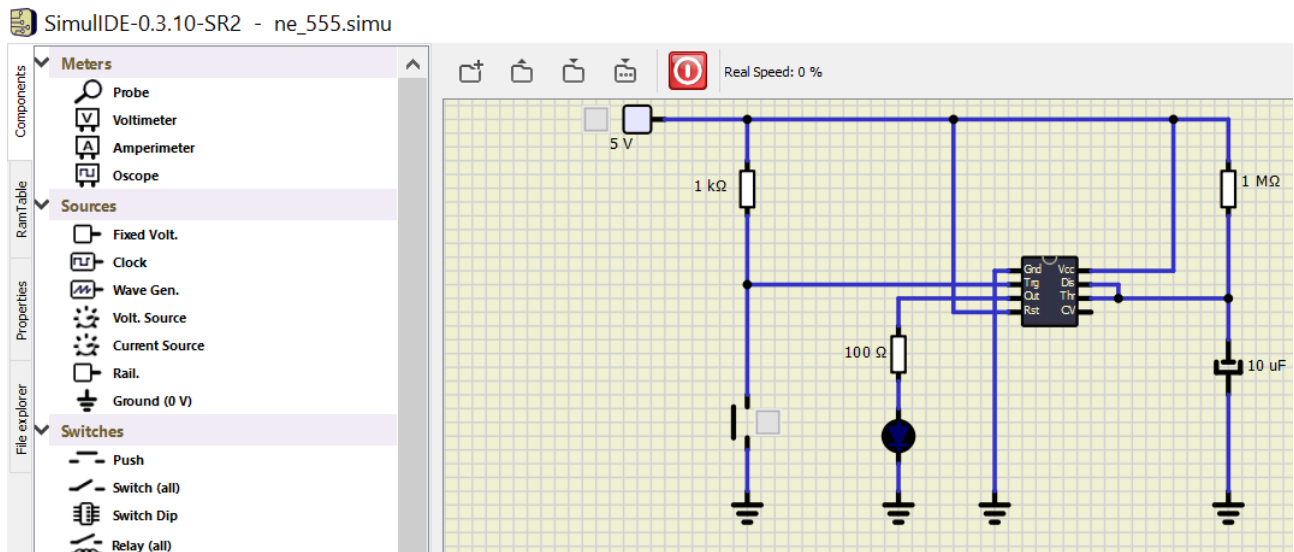 SimulIDE-0.3.10-SR2 - ne_555.simu
Components
RamTable
Properties
File explorer
Meters
Probe
Voltimeter
Amperimeter
Oscope
Sources
Fixed Volt.
Clock
Wave Gen.
Volt. Source
Current Source
Rail.
Ground (0 V)
Switches
Push
Switch (all)
Switch Dip
Relay (all)
Real Speed: 0 %
5 V
1 kΩ
1 MΩ
Gnd Vcc
Trg Dis
Out Thr
Rst CV
100 Ω
10 uF